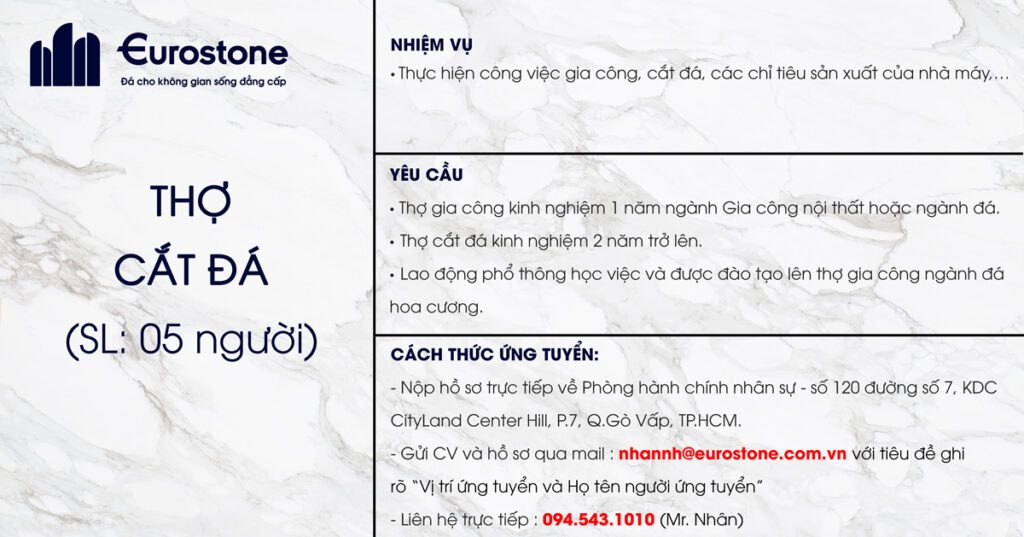 Eurostone
Đá cho không gian sống đẳng cấp
THỢ
CẮT ĐÁ
(SL: 05 người)
NHIỆM VỤ
• Thực hiện công việc gia công, cắt đá, các chỉ tiêu sản xuất của nhà máy,...
YÊU CẦU
• Thợ gia công kinh nghiệm 1 năm ngành Gia công nội thất hoặc ngành đá.
• Thợ cắt đá kinh nghiệm 2 năm trở lên.
• Lao động phổ thông học việc và được đào tạo lên thợ gia công ngành đá
hoa cương.
CÁCH THỨC ỨNG TUYỂN:
- Nộp hồ sơ trực tiếp về Phòng hành chính nhân sự - số 120 đường số 7, KDC
CityLand Center Hill, P.7, Q.Gò Vấp, TP.HCM.
- Gửi CV và hồ sơ qua mail : nhannh@eurostone.com.vn với tiêu đề ghi
rõ “Vị trí ứng tuyển và Họ tên người ứng tuyển”
- Liên hệ trực tiếp : 094.543.1010 (Mr. Nhân)